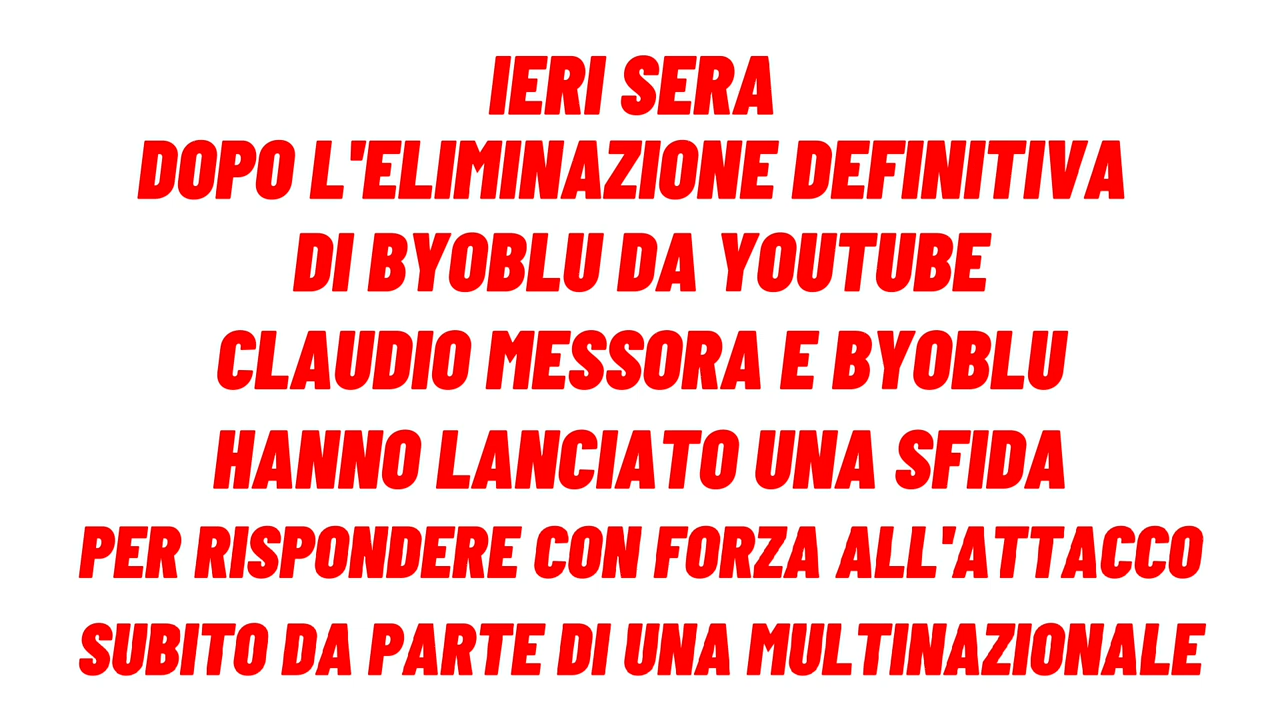 IERI SERA
DOPO L'ELIMINAZIONE DEFINITIVA
DI BYOBLU DA YOUTUBE
CLAUDIO MESSORA E BYOBLU
HANNO LANCIATO UNA SFIDA
PER RISPONDERE CON FORZA ALL'ATTACCO
SUBITO DA PARTE DI UNA MULTINAZIONALE